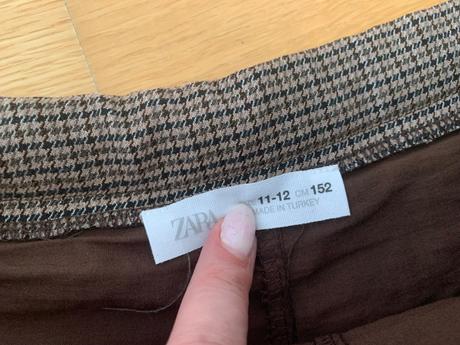 ZARA 11-12 CM 152
MADE IN TURKEY